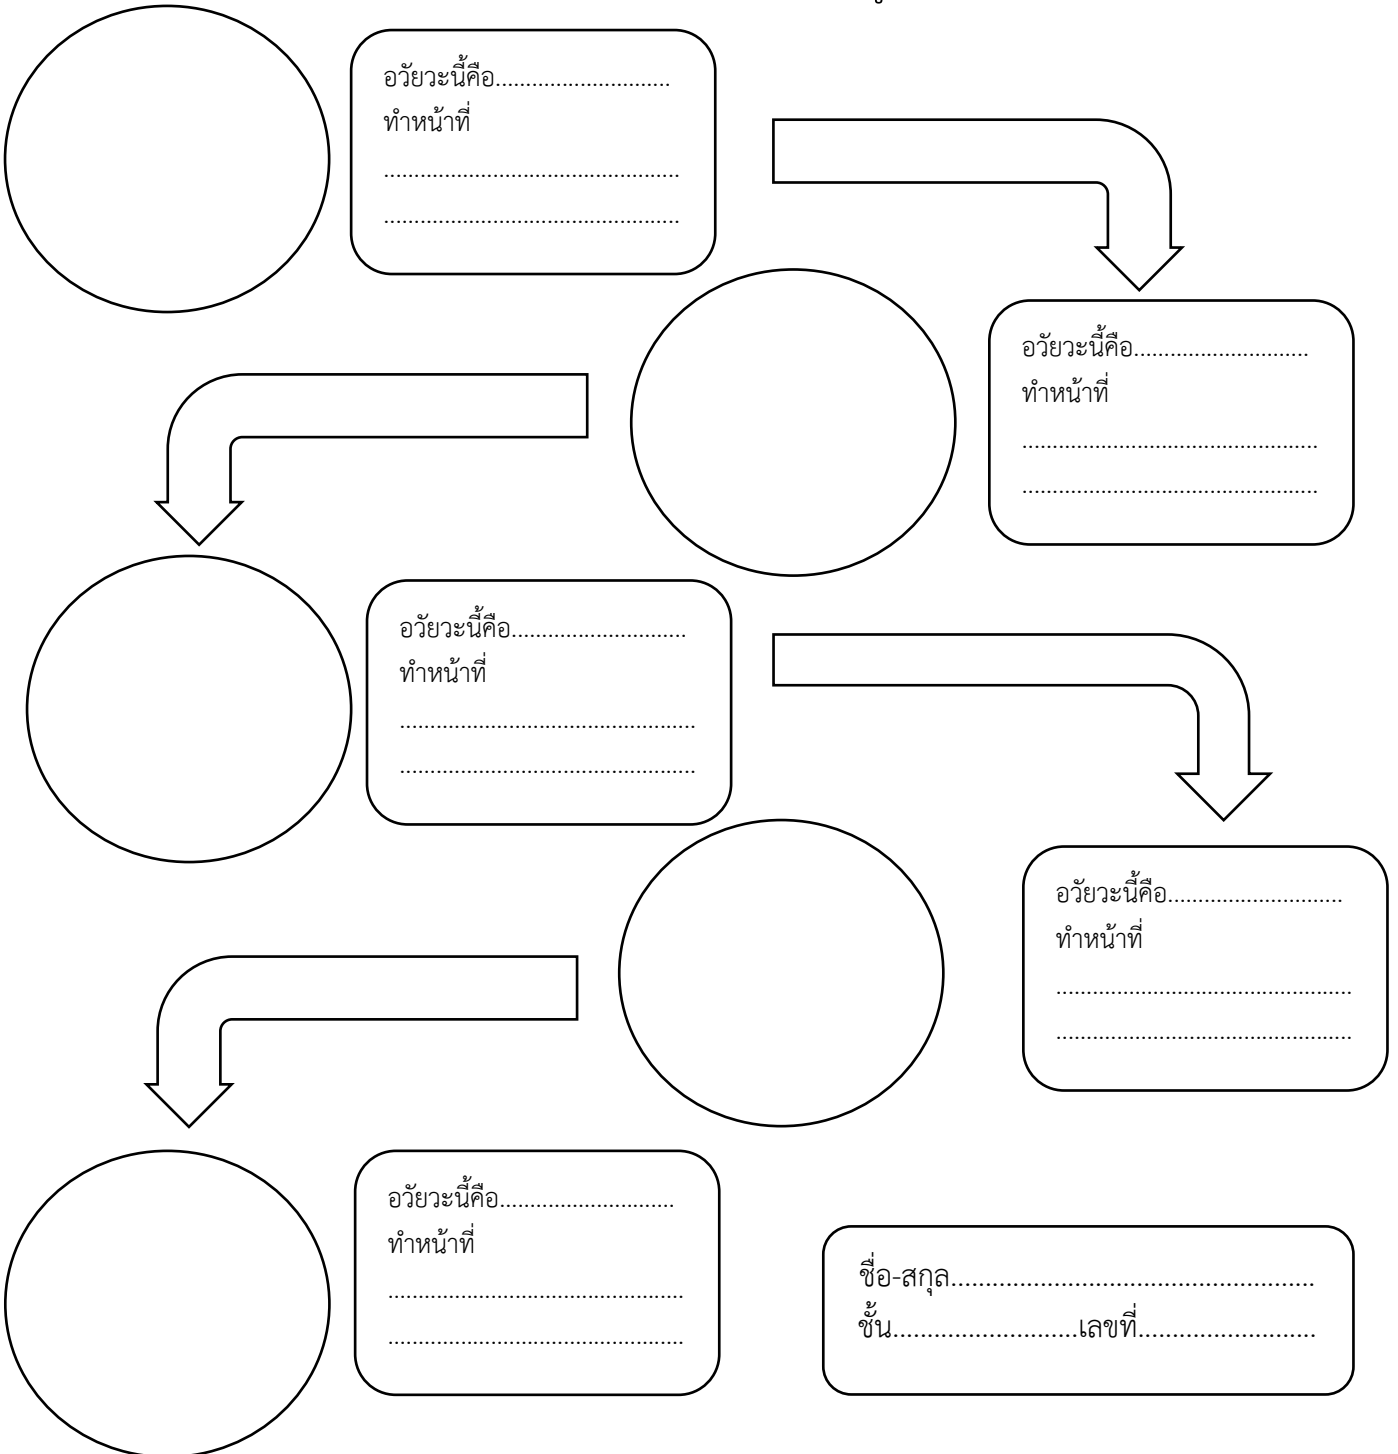 อวัยวะนี้คือ.............................
ทำหน้าที่
.................................................
.................................................
อวัยวะนี้คือ.............................
ทำหน้าที่
.................................................
.................................................
อวัยวะนี้คือ.............................
ทำหน้าที่
.................................................
.................................................
อวัยวะนี้คือ.............................
ทำหน้าที่
.................................................
.................................................
อวัยวะนี้คือ.............................
ทำหน้าที่
.................................................
.................................................
ชื่อ-สกุล.................................................
ชั้น.........................เลขที่........................